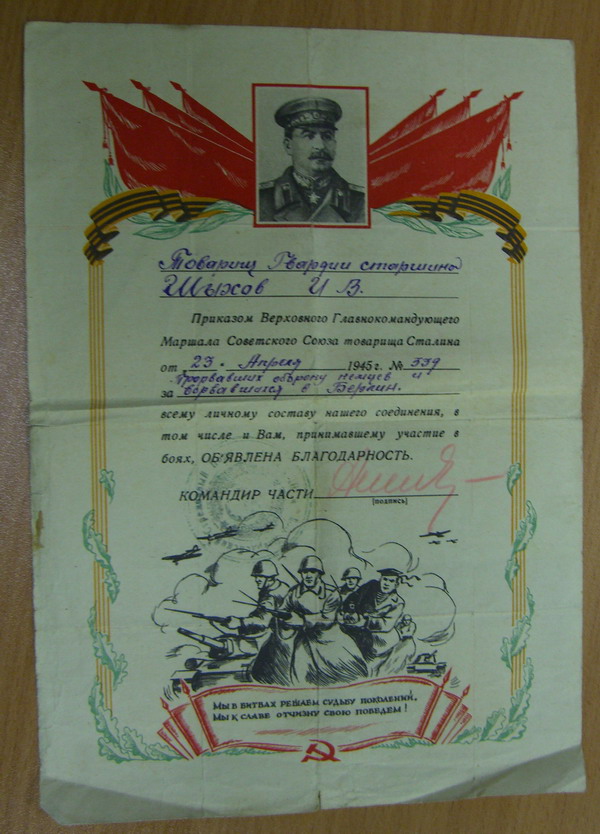 Товарищ Гвардии старшина
Шыхов И В.
Приказом Верховного Главнокомандующего
Маршала Советского Союза товарища Сталина
от 23 - Апреля 1945 г. № 339
прорвавших оборону немцев и
за ворвавшихся в Берлин.
всему личному составу нашего соединения, в
том числе и Вам, принимавшему участие в
боях, ОБ'ЯВЛЕНА БЛАГОДАРНОСТЬ.
КОМАНДИР ЧАСТИ
(подпись)
Мы в битвах решаем судьбу поколений,
Мы к славе отчизну свою поведем!